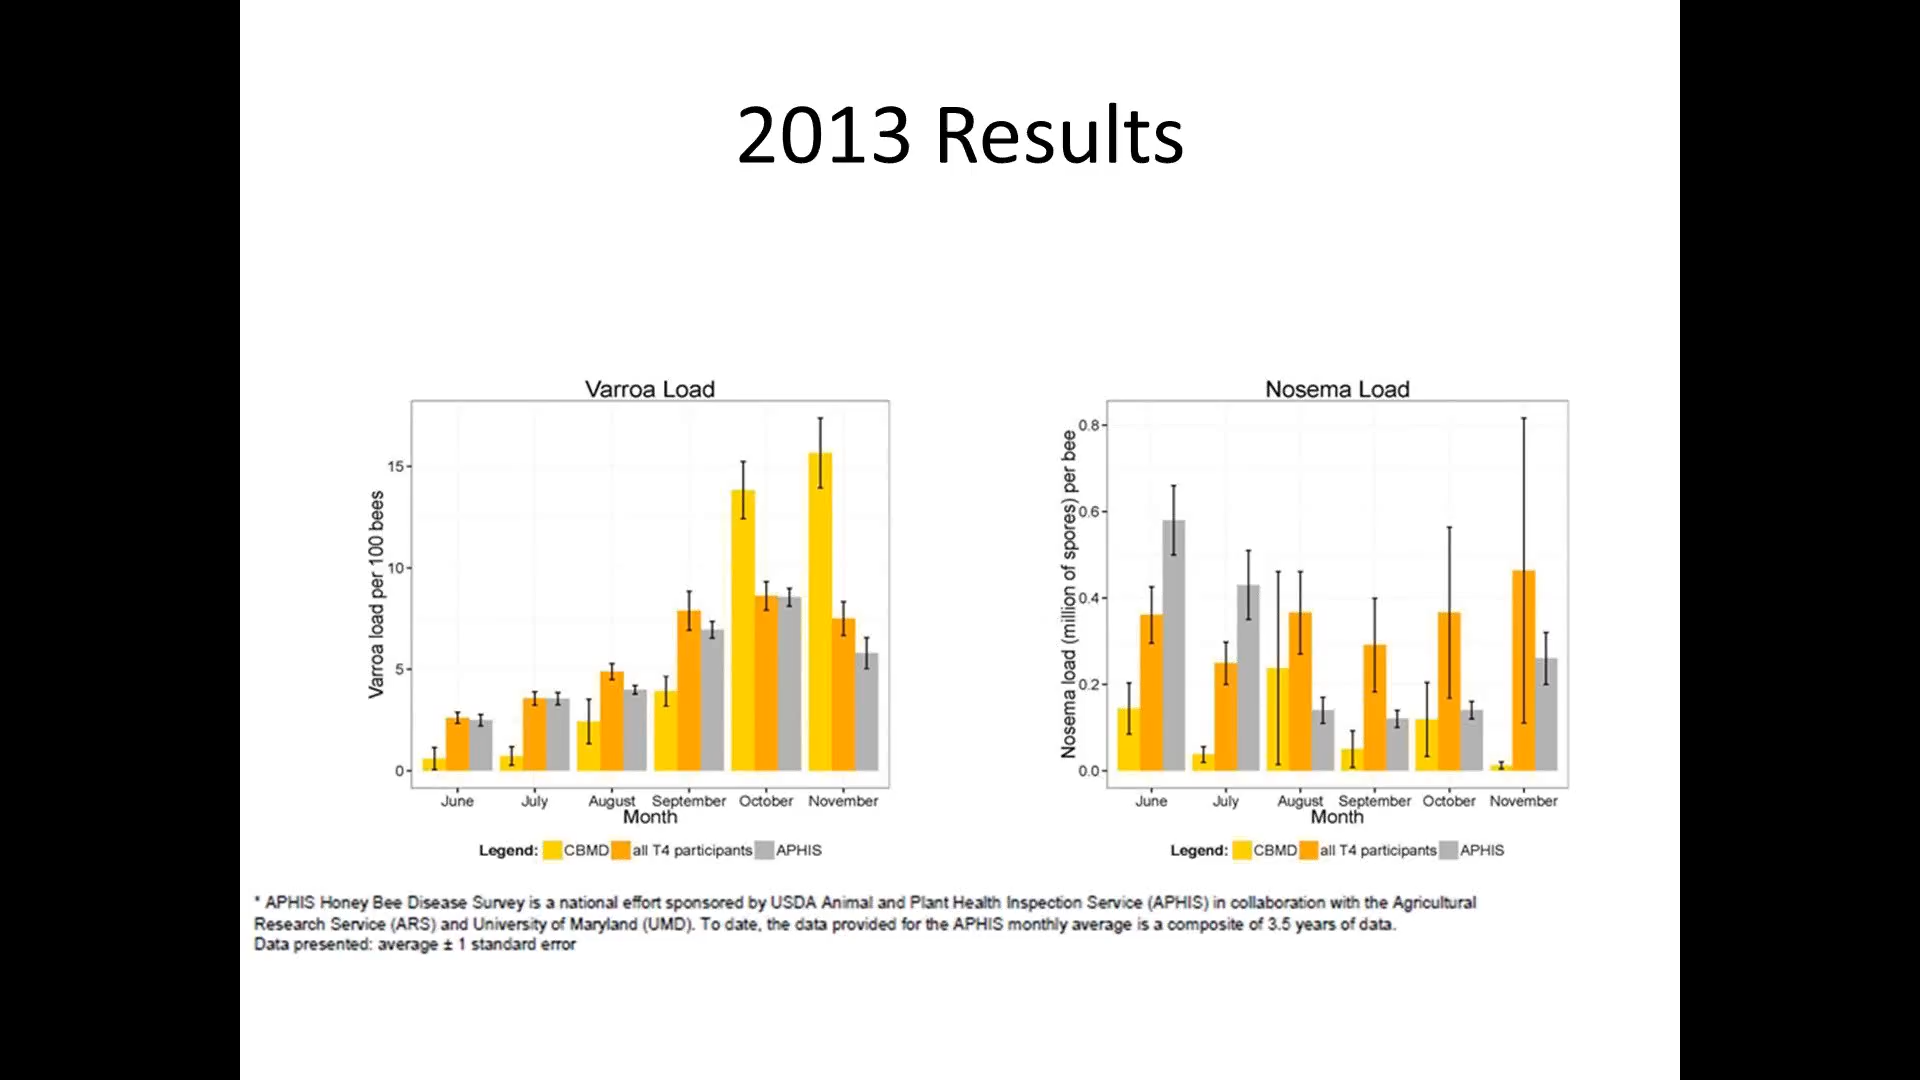 2013 Results
Varroa Load
Varroa load per 100 bees
15
10
5
0
June July August September October November
Month
Legend: CBMD all T4 participants APHIS
Nosema Load
Nosema load (million of spores) per bee
0.8
0.6
0.4
0.2
0.0
June July August September October November
Month
Legend: CBMD all T4 participants APHIS
* APHIS Honey Bee Disease Survey is a national effort sponsored by USDA Animal and Plant Health Inspection Service (APHIS) in collaboration with the Agricultural
Research Service (ARS) and University of Maryland (UMD). To date, the data provided for the APHIS monthly average is a composite of 3.5 years of data.
Data presented: average ± 1 standard error